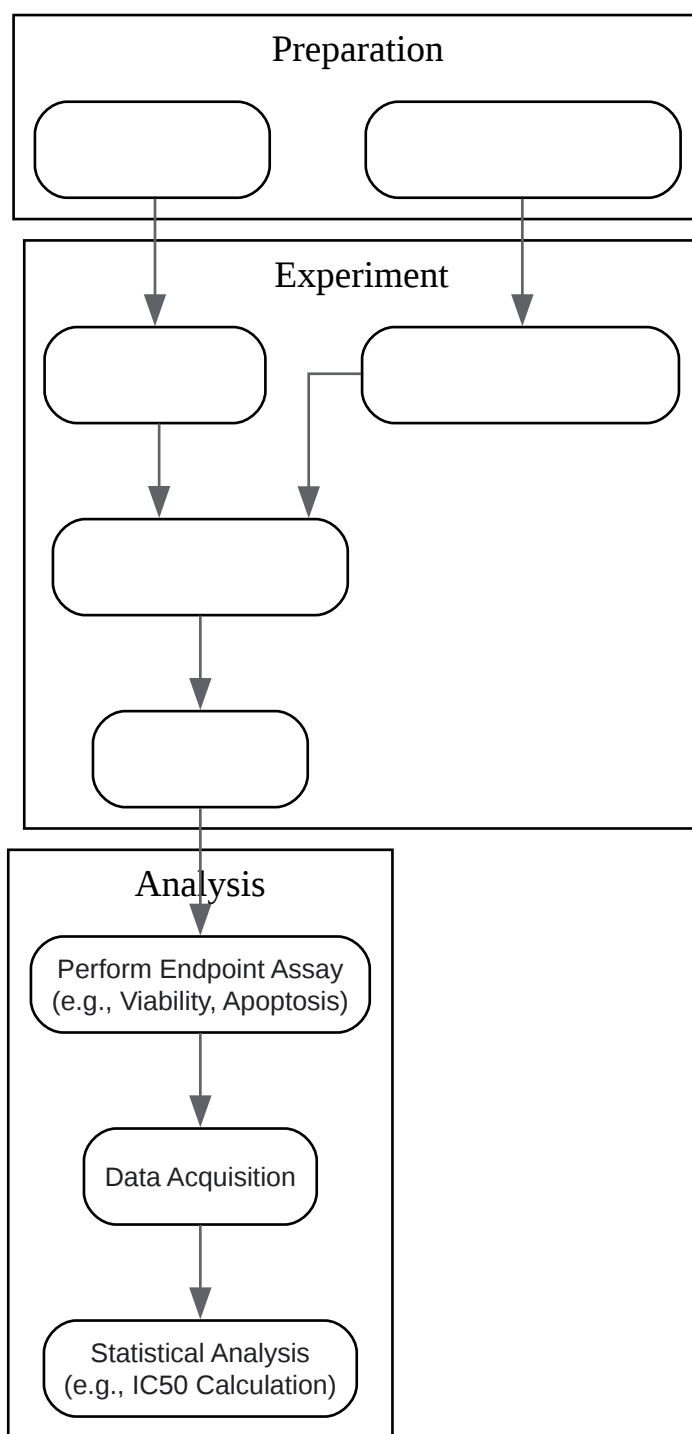 Preparation
Experiment
Analysis
Perform Endpoint Assay
(e.g., Viability, Apoptosis)
Data Acquisition
Statistical Analysis
(e.g., IC50 Calculation)